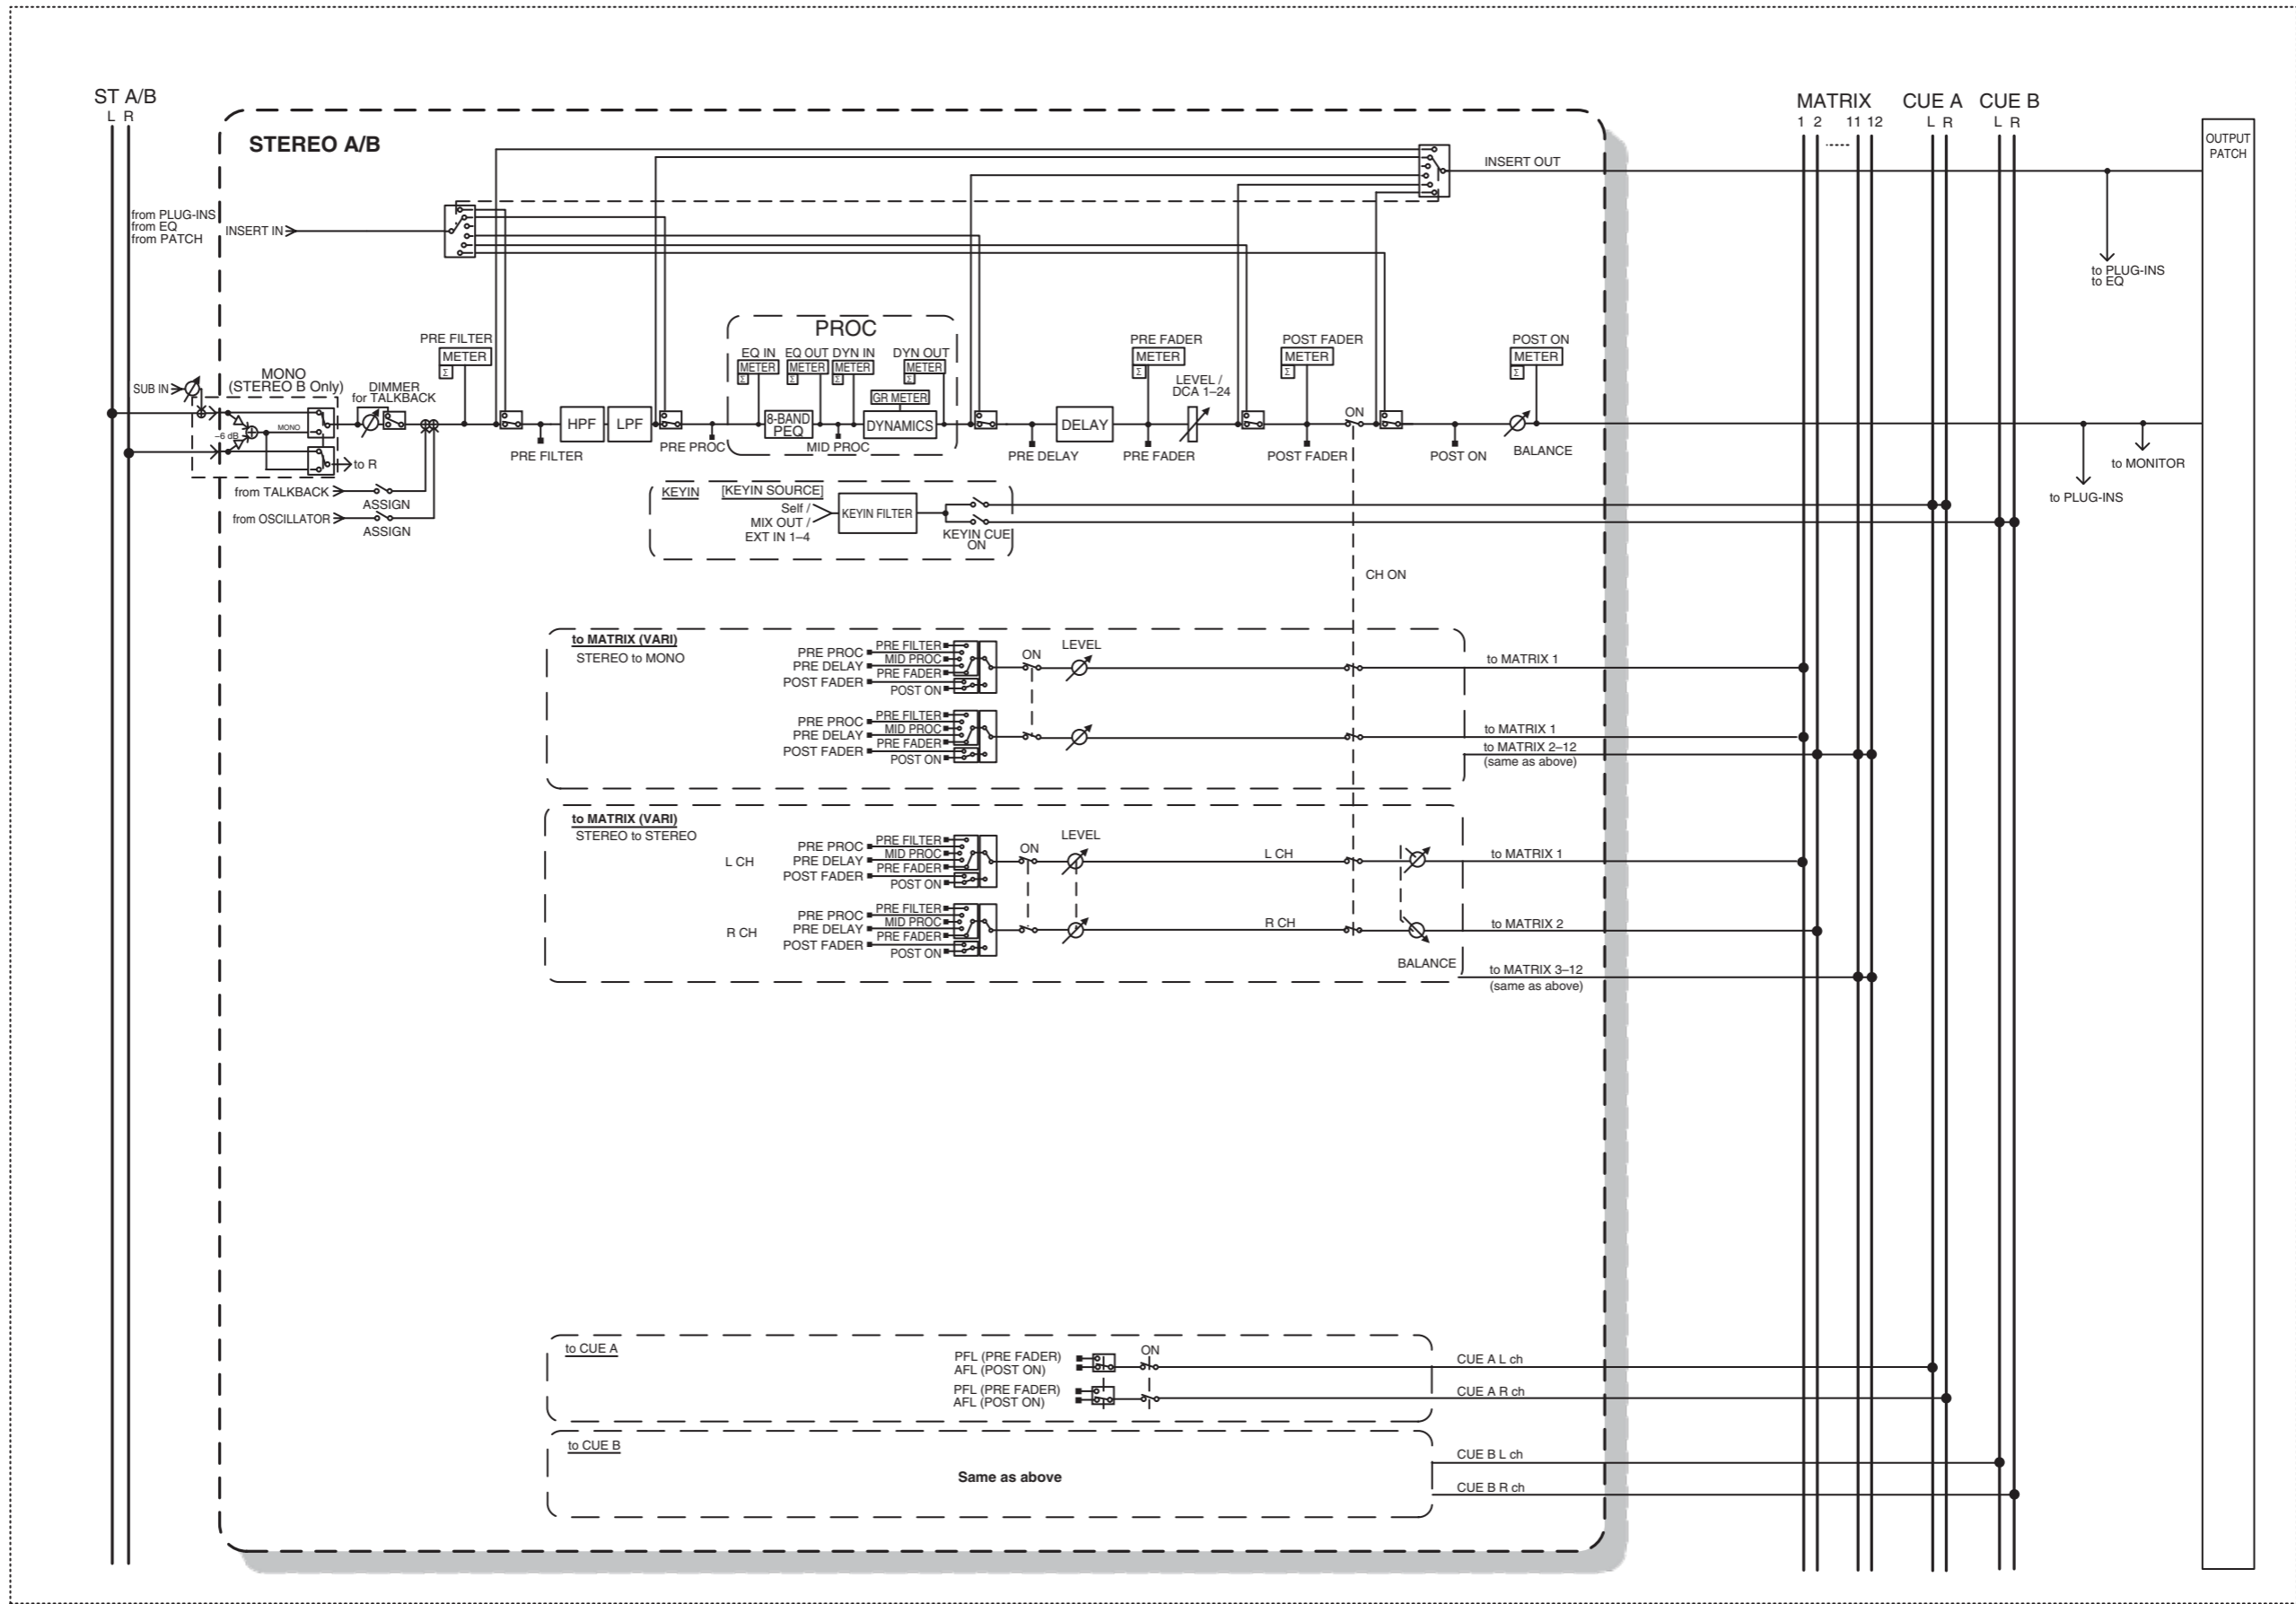 ST A/B
L R
STEREO A/B
MATRIX
1 2 11 12
CUE A
L R
CUE B
L R
OUTPUT
PATCH
INSERT OUT
from PLUG-INS
from EQ
from PATCH
INSERT IN
to PLUG-INS
to EQ
SUB IN
MONO
(STEREO B Only)
–6 dB
MONO
to R
DIMMER
for TALKBACK
from TALKBACK
ASSIGN
from OSCILLATOR
ASSIGN
PRE FILTER
METER
Σ
PRE FILTER
HPF
LPF
PRE PROC
PROC
EQ IN
METER
Σ
EQ OUT
METER
Σ
DYN IN
METER
Σ
DYN OUT
METER
Σ
GR METER
8-BAND
PEQ
MID PROC
DYNAMICS
PRE DELAY
DELAY
PRE FADER
METER
Σ
PRE FADER
LEVEL /
DCA 1–24
POST FADER
METER
Σ
POST FADER
ON
POST ON
METER
Σ
POST ON
BALANCE
to MONITOR
to PLUG-INS
KEYIN
[KEYIN SOURCE]
Self /
MIX OUT /
EXT IN 1–4
KEYIN FILTER
KEYIN CUE
ON
CH ON
to MATRIX (VARI)
STEREO to MONO
PRE FILTER
PRE PROC
MID PROC
PRE DELAY
PRE FADER
POST FADER
POST ON
ON
LEVEL
to MATRIX 1
PRE FILTER
PRE PROC
MID PROC
PRE DELAY
PRE FADER
POST FADER
POST ON
to MATRIX 1
to MATRIX 2–12
(same as above)
to MATRIX (VARI)
STEREO to STEREO
L CH
PRE FILTER
PRE PROC
MID PROC
PRE DELAY
PRE FADER
POST FADER
POST ON
ON
LEVEL
L CH
to MATRIX 1
R CH
PRE FILTER
PRE PROC
MID PROC
PRE DELAY
PRE FADER
POST FADER
POST ON
R CH
to MATRIX 2
BALANCE
to MATRIX 3–12
(same as above)
to CUE A
PFL (PRE FADER)
AFL (POST ON)
ON
CUE A L ch
PFL (PRE FADER)
AFL (POST ON)
CUE A R ch
to CUE B
Same as above
CUE B L ch
CUE B R ch